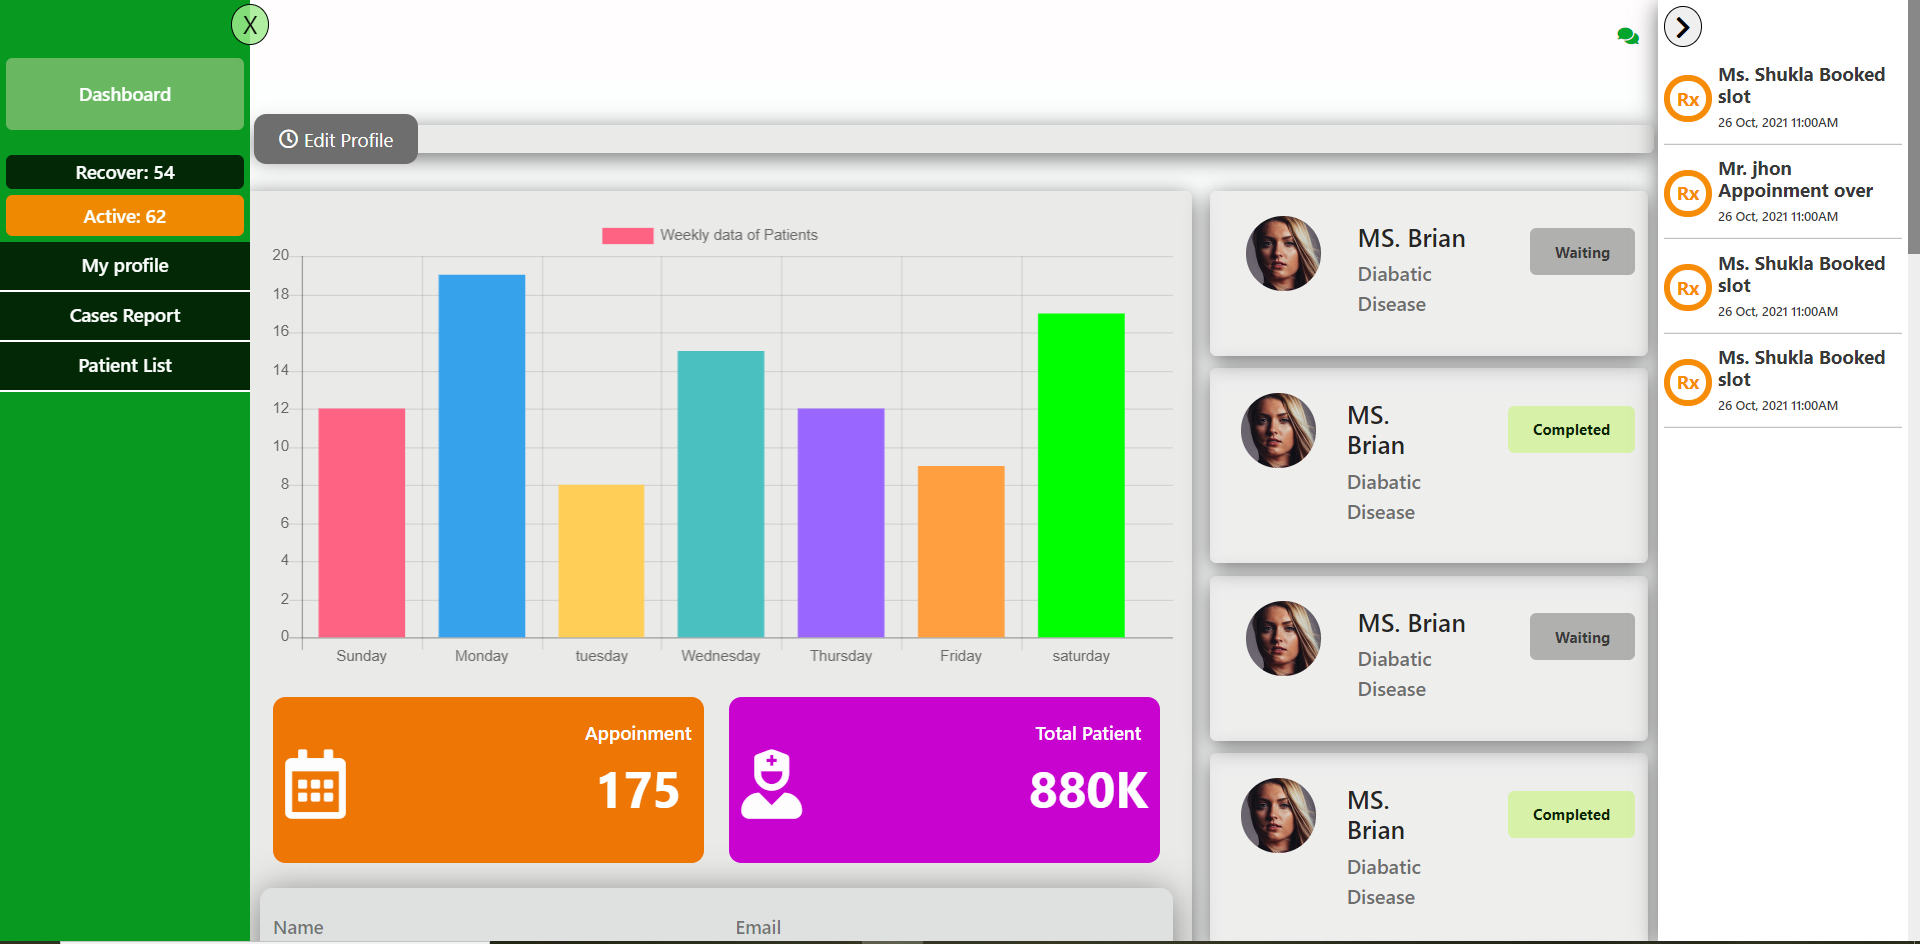 X
Dashboard
Recover: 54
Active: 62
My profile
Cases Report
Patient List
Edit Profile
Weekly data of Patients
20
18
16
14
12
10
8
6
4
2
0
Sunday
Monday
tuesday
Wednesday
Thursday
Friday
saturday
Appoinment
175
Total Patient
880K
Name
Email
MS. Brian
Diabatic
Disease
Waiting
MS.
Brian
Diabatic
Disease
Completed
MS. Brian
Diabatic
Disease
Waiting
MS.
Brian
Diabatic
Disease
Completed
Rx
Ms. Shukla Booked
slot
26 Oct, 2021 11:00AM
Rx
Mr. jhon
Appoinment over
26 Oct, 2021 11:00AM
Rx
Ms. Shukla Booked
slot
26 Oct, 2021 11:00AM
Rx
Ms. Shukla Booked
slot
26 Oct, 2021 11:00AM